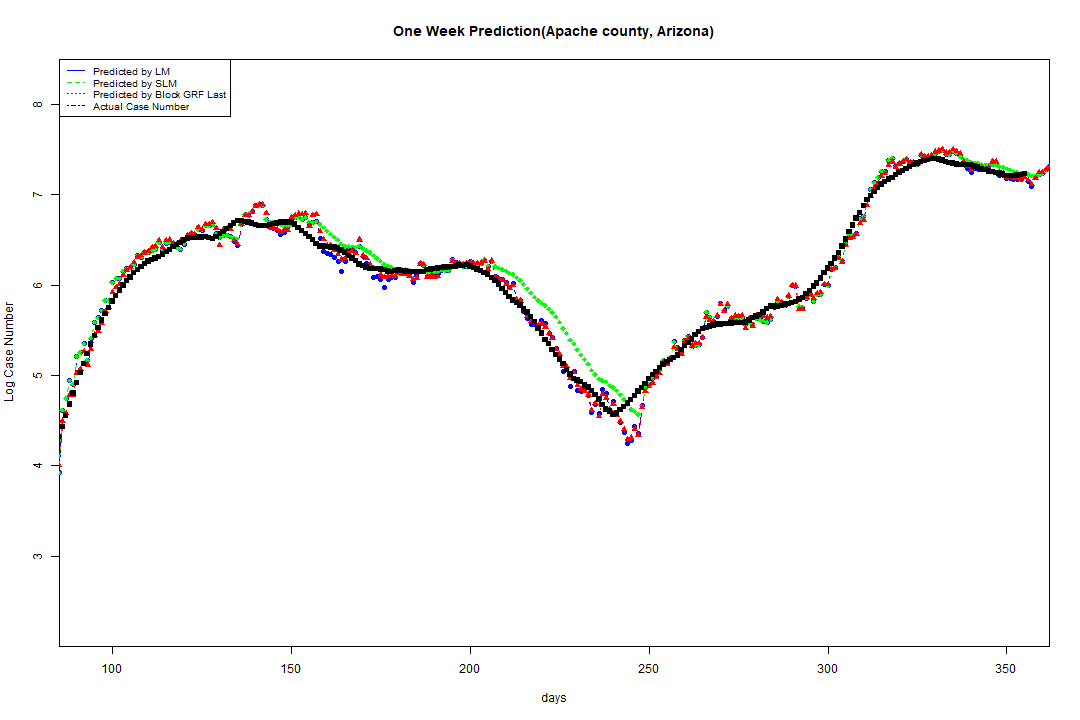 One Week Prediction(Apache county, Arizona)
Predicted by LM
Predicted by SLM
Predicted by Block GRF Last
Actual Case Number
8
7
6
5
4
3
Log Case Number
100 150 200 250 300 350
days